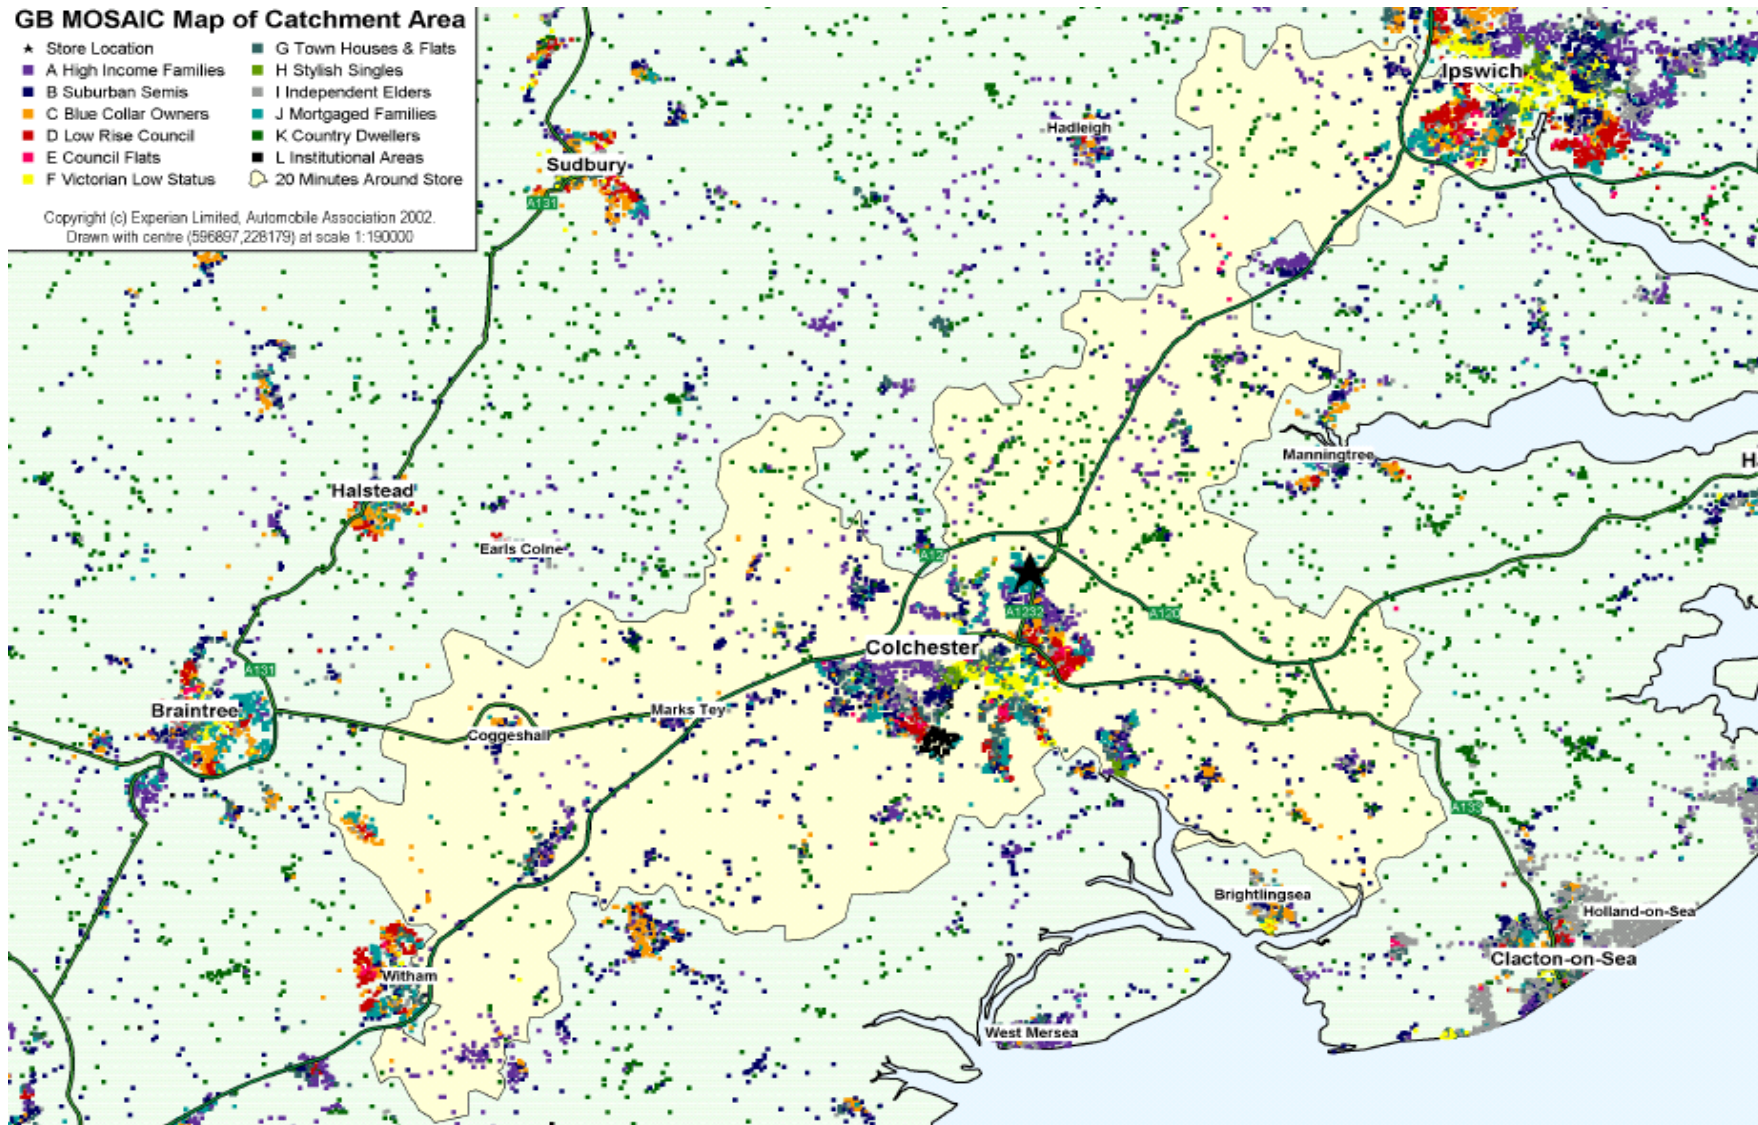 GB MOSAIC Map of Catchment Area
Store Location
A High Income Families
B Suburban Semis
C Blue Collar Owners
D Low Rise Council
E Council Flats
F Victorian Low Status
G Town Houses & Flats
H Stylish Singles
I Independent Elders
J Mortgaged Families
K Country Dwellers
L Institutional Areas
20 Minutes Around Store
Copyright (c) Experian Limited, Automobile Association 2002.
Drawn with centre (596897,228179) at scale 1:190000
Ipswich
Hadleigh
Sudbury
A131
Manningtree
Ha
Halstead
Earls Colne
A12
A1232
A120
Colchester
A131
Braintree
Marks Tey
Coggeshall
A133
Brightlingsea
Holland-on-Sea
Clacton-on-Sea
Witham
West Mersea